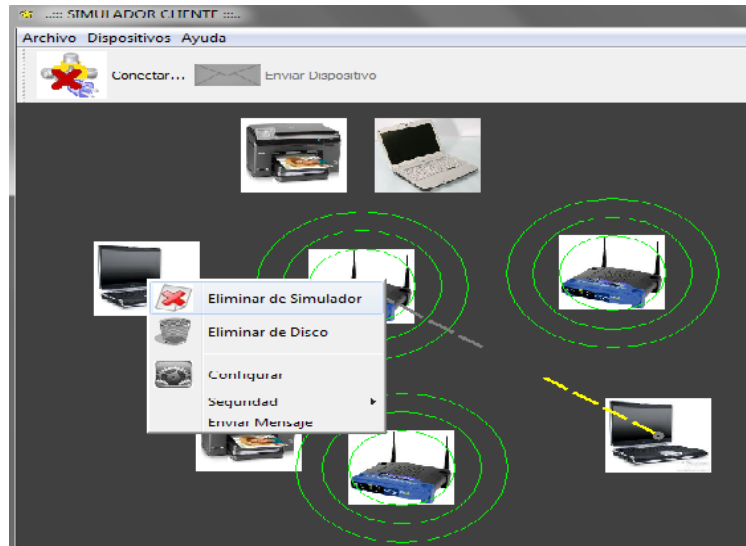 ..::: SIMULADOR CLIENTE :::..
Archivo Dispositivos Ayuda
Conectar... Enviar Dispositivo
Eliminar de Simulador
Eliminar de Disco
Configurar
Seguridad
Enviar Mensaje